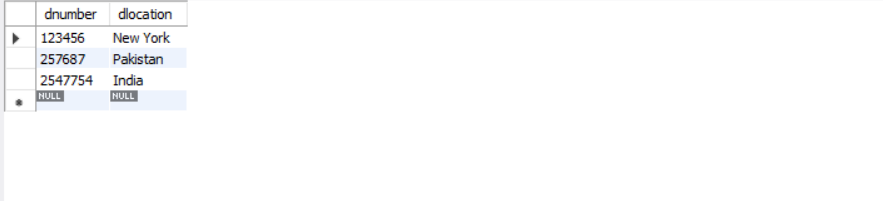 dnumber dlocation
123456 New York
257687 Pakistan
2547754 India
NULL NULL